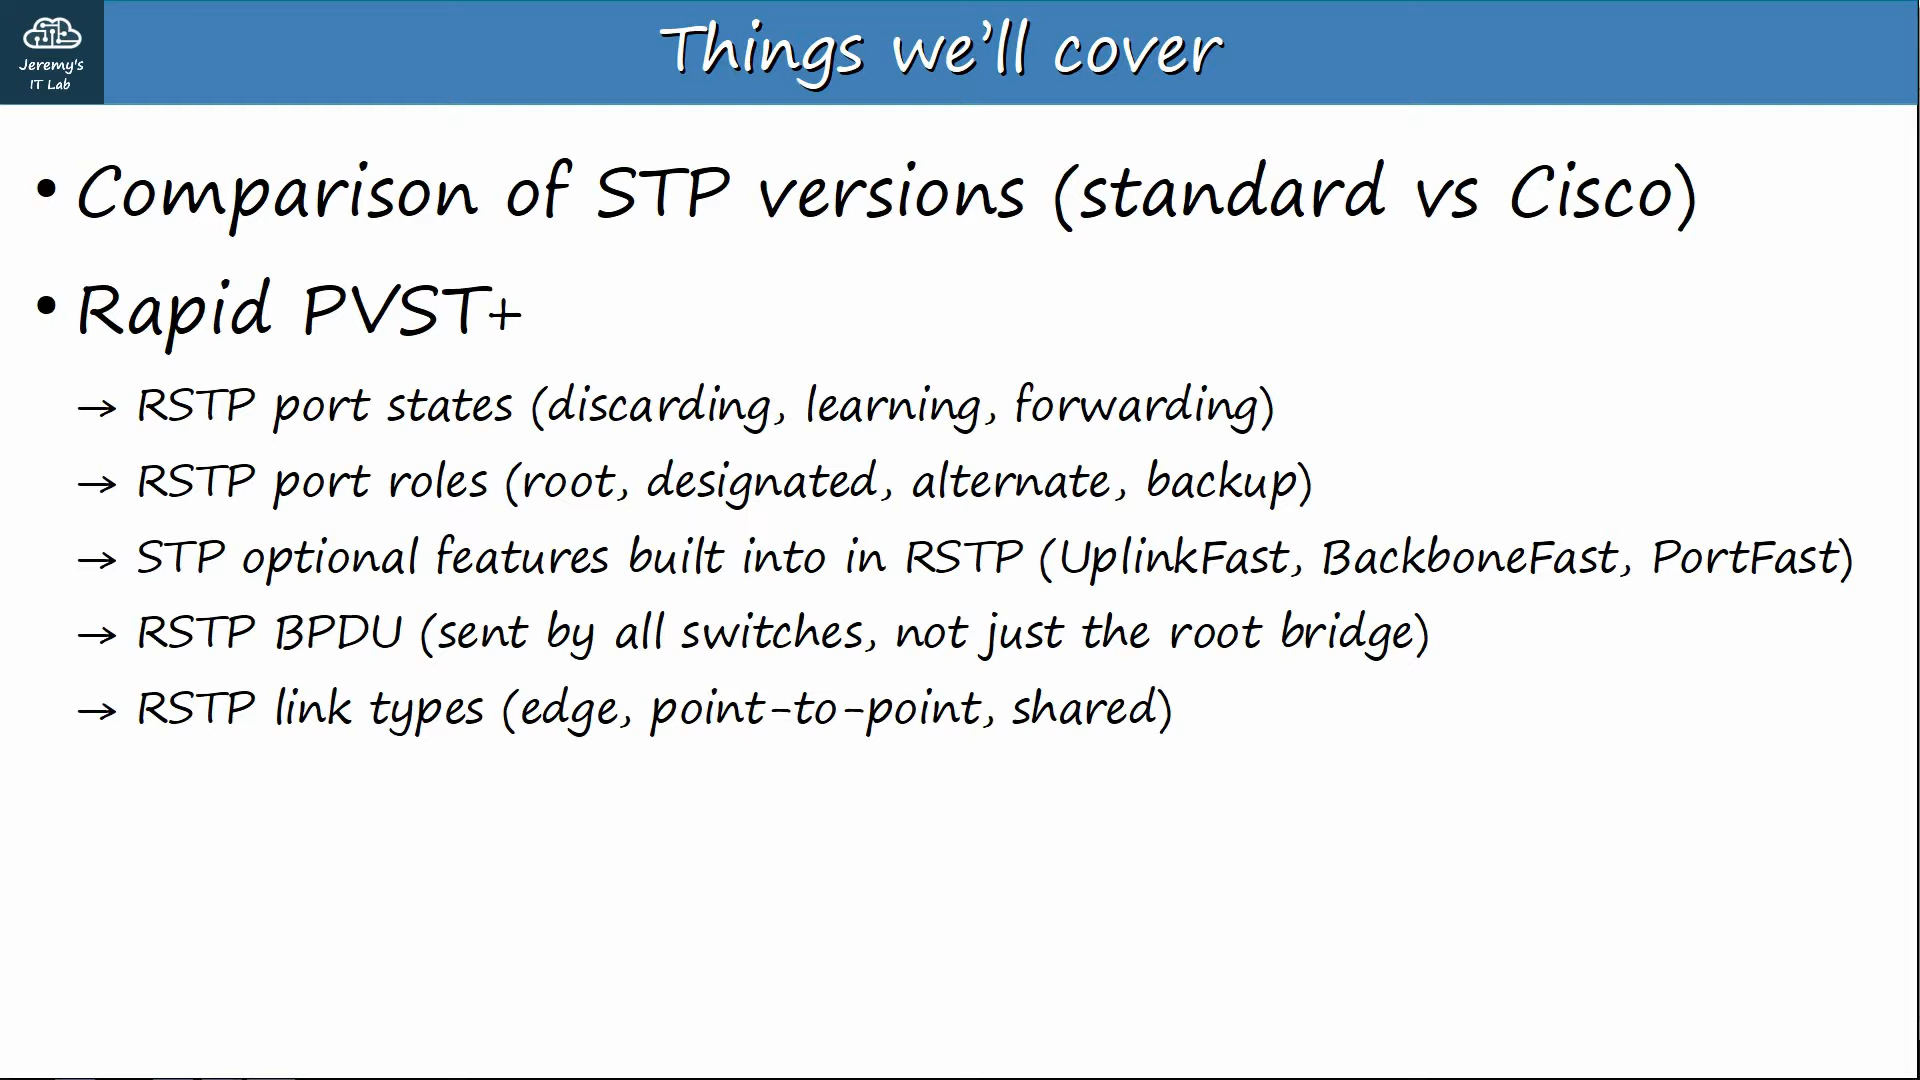 Jeremy's
IT Lab
Things we'll cover
• Comparison of STP versions (standard vs Cisco)
• Rapid PVST+
→ RSTP port states (discarding, learning, forwarding)
→ RSTP port roles (root, designated, alternate, backup)
→ STP optional features built into in RSTP (UplinkFast, BackboneFast, PortFast)
→ RSTP BPDU (sent by all switches, not just the root bridge)
→ RSTP link types (edge, point-to-point, shared)